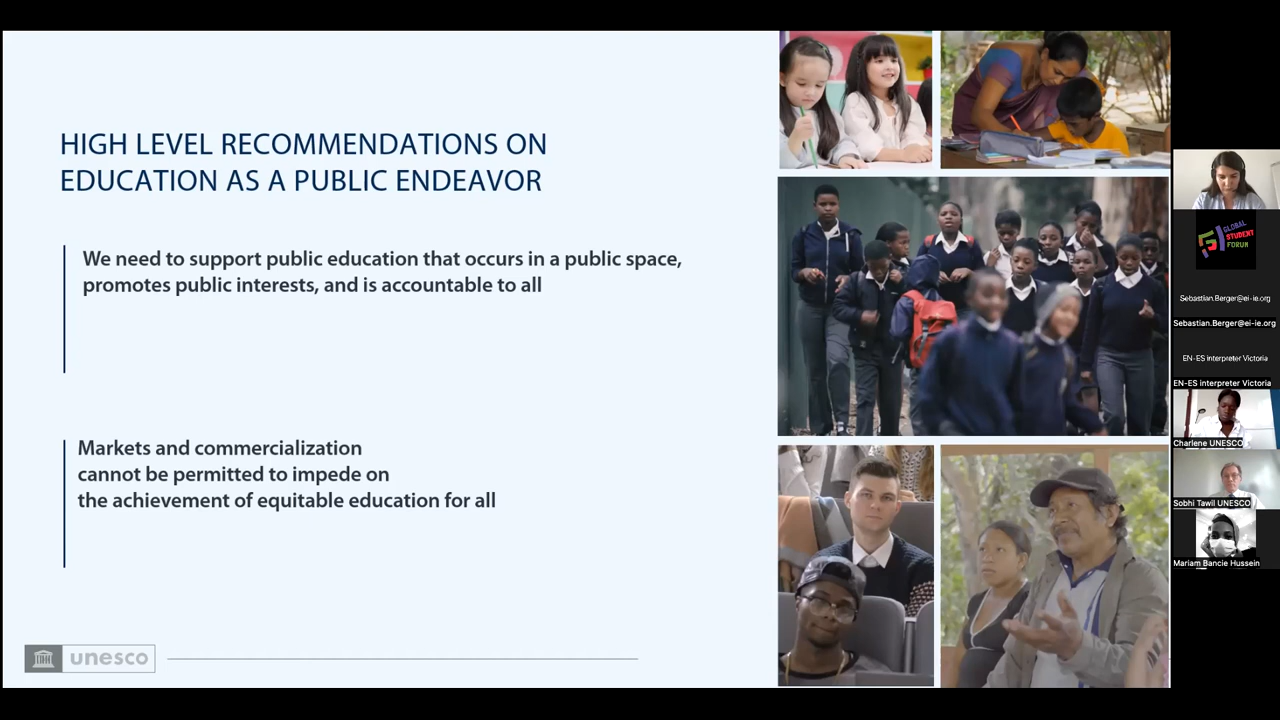 HIGH LEVEL RECOMMENDATIONS ON
EDUCATION AS A PUBLIC ENDEAVOR
We need to support public education that occurs in a public space,
promotes public interests, and is accountable to all
Markets and commercialization
cannot be permitted to impede on
the achievement of equitable education for all
unesco
GLOBAL
STUDENT
FORUM
Sebastian.Berger@ei-ie.org
Sebastian.Berger@ei-ie.org
EN-ES interpreter Victoria
EN-ES interpreter Victoria
Charlene UNESCO
Sobhi Tawil UNESCO
Mariam Bancie Hussein